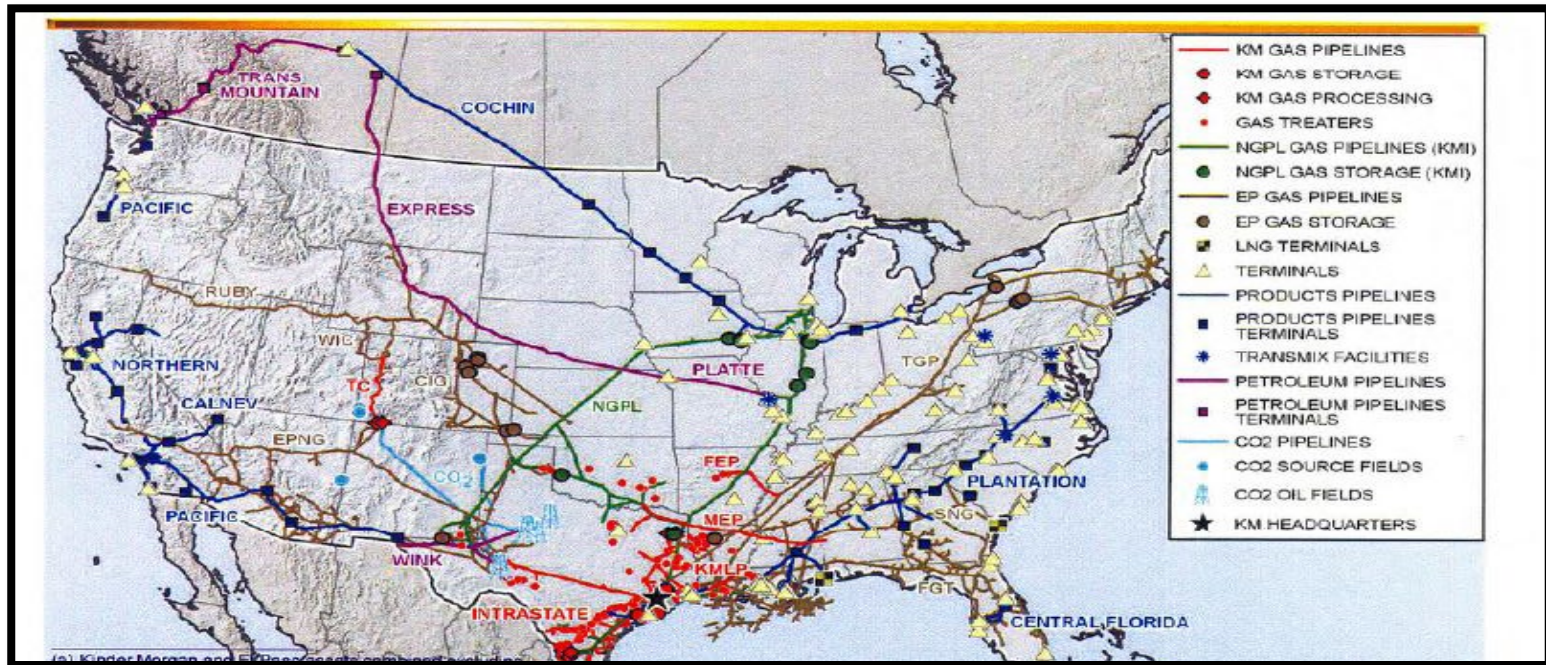 TRANS
MOUNTAIN
COCHIN
EXPRESS
PACIFIC
RUBY
WIC
NORTHERN
TC
CIG
PLATTE
TGP
CALNEV
NGPL
EPNG
CO2
FEP
PACIFIC
PLANTATION
MEP
SNG
WINK
KMLP
FGT
INTRASTATE
CENTRAL FLORIDA
KM GAS PIPELINES
KM GAS STORAGE
KM GAS PROCESSING
GAS TREATERS
NGPL GAS PIPELINES (KMI)
NGPL GAS STORAGE (KMI)
EP GAS PIPELINES
EP GAS STORAGE
LNG TERMINALS
TERMINALS
PRODUCTS PIPELINES
PRODUCTS PIPELINES
TERMINALS
TRANSMIX FACILITIES
PETROLEUM PIPELINES
PETROLEUM PIPELINES
TERMINALS
CO2 PIPELINES
CO2 SOURCE FIELDS
CO2 OIL FIELDS
KM HEADQUARTERS
(a) Kinder Morgan and